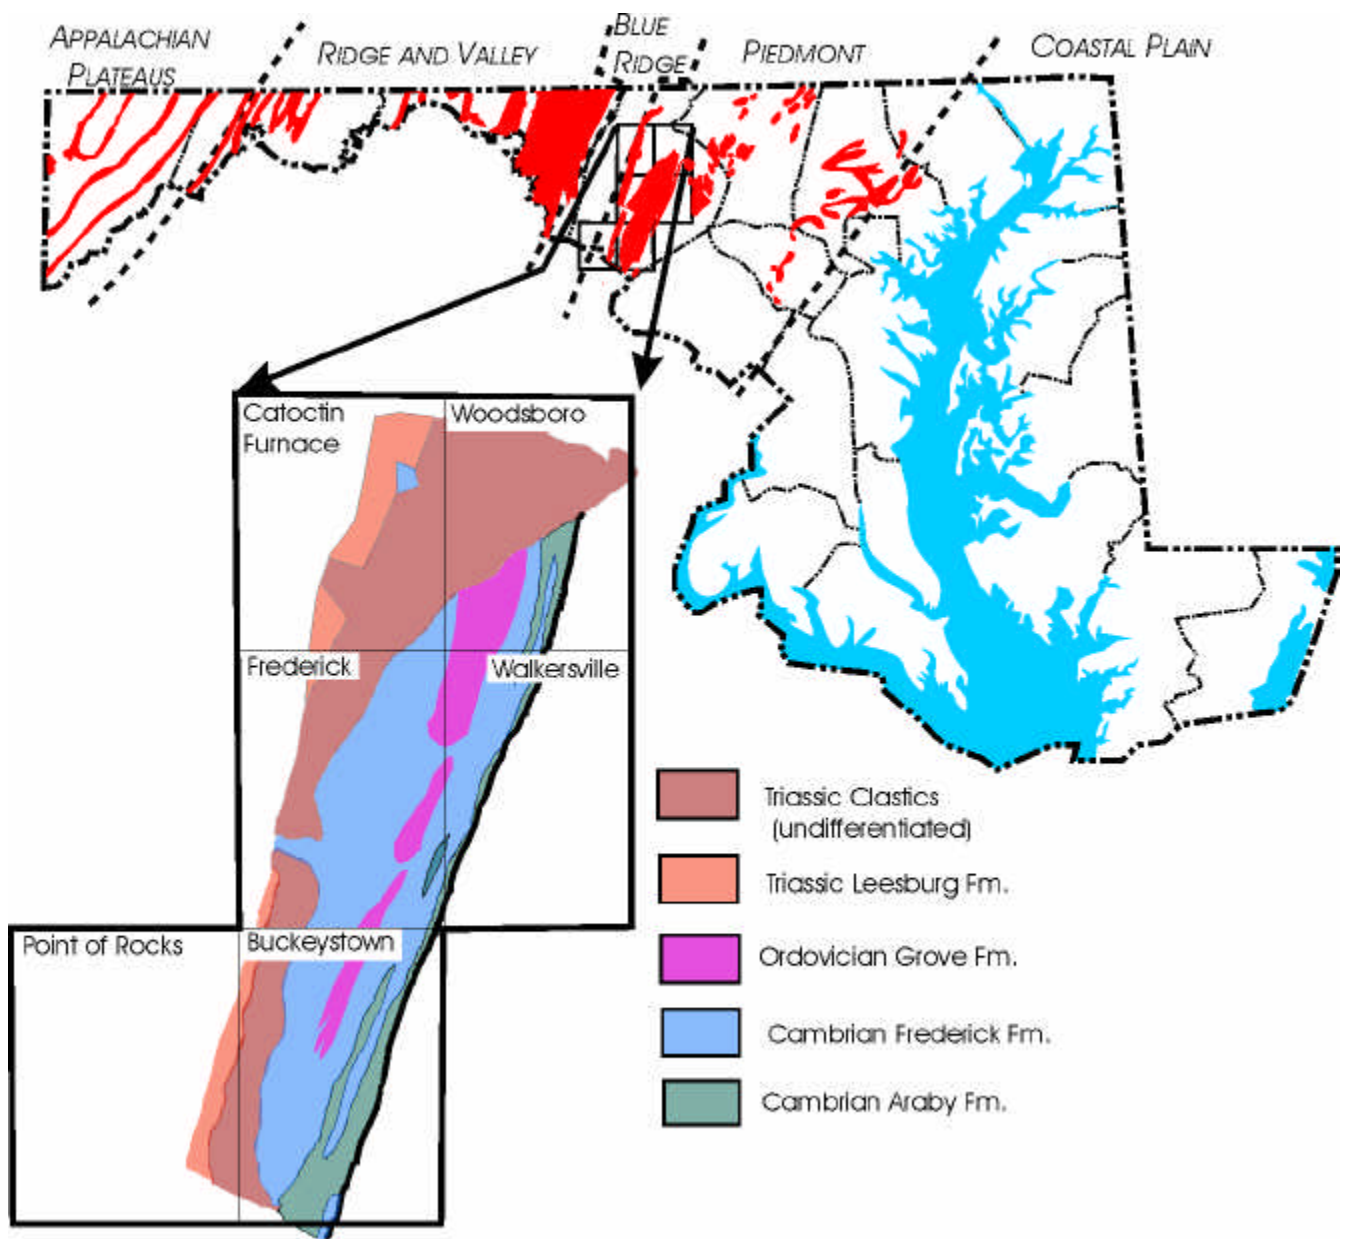 APPALACHIAN
PLATEAUS
RIDGE AND VALLEY
BLUE
RIDGE
PIEDMONT
COASTAL PLAIN
Catoctin
Furnace
Woodsboro
Frederick
Walkersville
Point of Rocks
Buckeystown
Triassic Clastics
(undifferentiated)
Triassic Leesburg Fm.
Ordovician Grove Fm.
Cambrian Frederick Fm.
Cambrian Araby Fm.